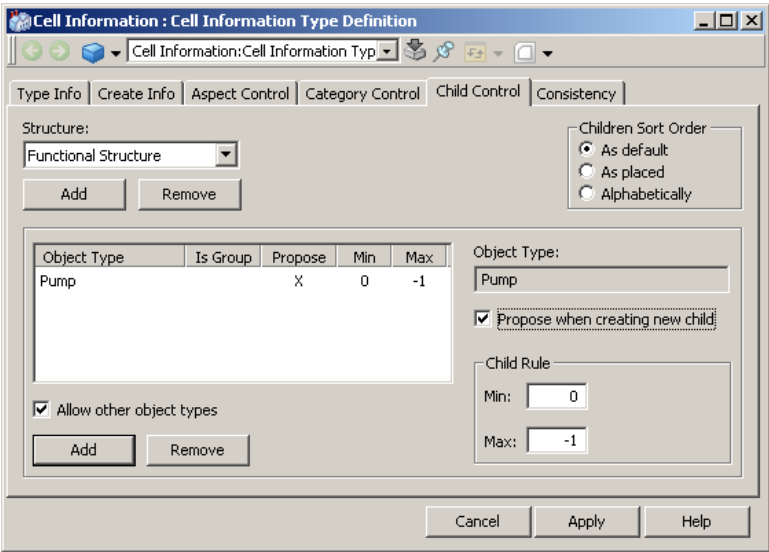 Cell Information : Cell Information Type Definition
Cell Information:Cell Information Typ
Type Info Create Info Aspect Control Category Control Child Control Consistency
Structure:
Functional Structure
Add Remove
Children Sort Order
As default
As placed
Alphabetically
Object Type Is Group Propose Min Max
Pump X 0 -1
Allow other object types
Add Remove
Object Type:
Pump
Propose when creating new child
Child Rule
Min: 0
Max: -1
Cancel Apply Help